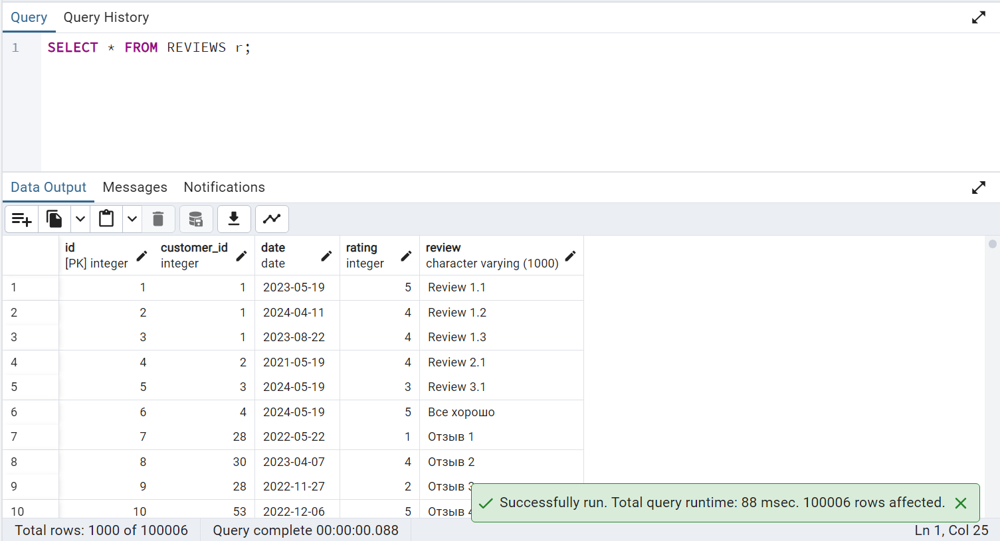 Query Query History
1 SELECT * FROM REVIEWS r;
Data Output Messages Notifications
id customer_id date rating review
[PK] integer integer date integer character varying (1000)
1 1 1 2023-05-19 5 Review 1.1
2 2 1 2024-04-11 4 Review 1.2
3 3 1 2023-08-22 4 Review 1.3
4 4 2 2021-05-19 4 Review 2.1
5 5 3 2024-05-19 3 Review 3.1
6 6 4 2024-05-19 5 Все хорошо
7 7 28 2022-05-22 1 Отзыв 1
8 8 30 2023-04-07 4 Отзыв 2
9 9 28 2022-11-27 2 Отзыв 3
Successfully run. Total query runtime: 88 msec. 100006 rows affected.
10 10 53 2022-12-06 5 Отзыв 4
Total rows: 1000 of 100006 Query complete 00:00:00.088 Ln 1, Col 25